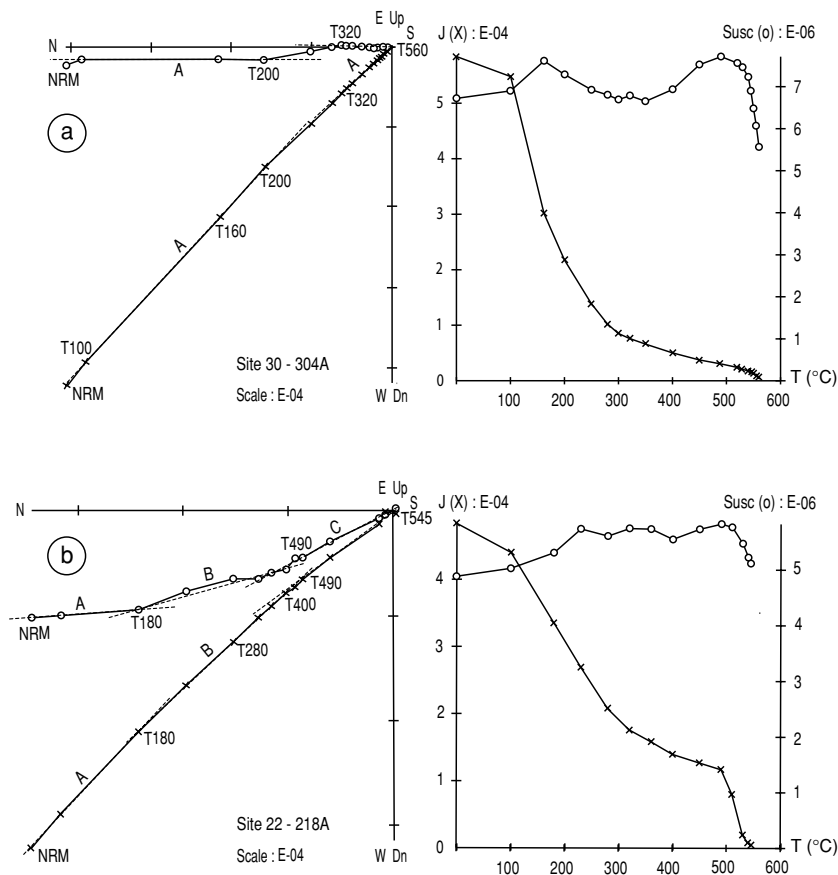 E Up
N
T320
S
T560
NRM
A
T200
A
T320
a
T200
A
T160
T100
NRM
Site 30 - 304A
Scale : E-04
W Dn
J (X) : E-04
Susc (o) : E-06
5
4
3
2
1
0
7
6
5
4
3
2
1
T (°C)
100
200
300
400
500
600
E Up
N
S
T545
b
T490
C
B
A
T180
NRM
T490
T400
T280
B
T180
A
NRM
Site 22 - 218A
Scale : E-04
W Dn
J (X) : E-04
Susc (o) : E-06
4
3
2
1
0
5
4
3
2
1
T (°C)
0
100
200
300
400
500
600